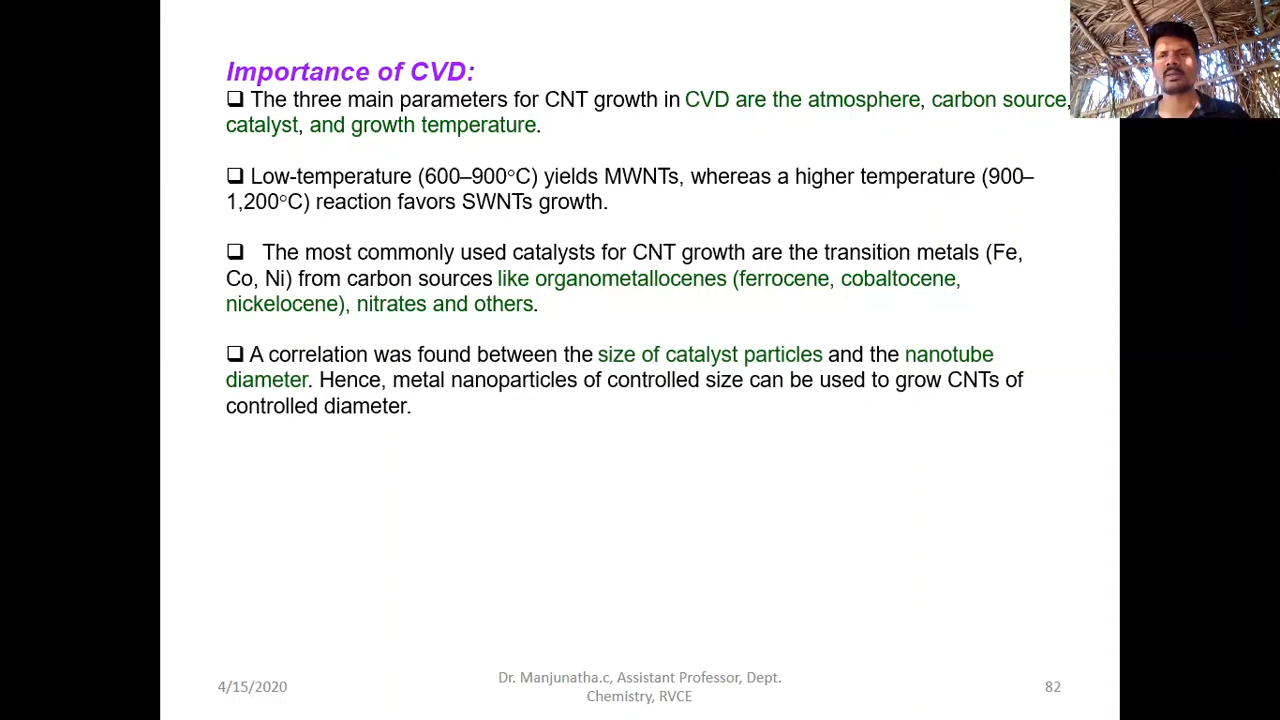 Importance of CVD:
❑ The three main parameters for CNT growth in CVD are the atmosphere, carbon source,
catalyst, and growth temperature.
❑ Low-temperature (600–900°C) yields MWNTs, whereas a higher temperature (900–
1,200°C) reaction favors SWNTs growth.
❑ The most commonly used catalysts for CNT growth are the transition metals (Fe,
Co, Ni) from carbon sources like organometallocenes (ferrocene, cobaltocene,
nickelocene), nitrates and others.
❑ A correlation was found between the size of catalyst particles and the nanotube
diameter. Hence, metal nanoparticles of controlled size can be used to grow CNTs of
controlled diameter.
4/15/2020
Dr. Manjunatha.c, Assistant Professor, Dept.
Chemistry, RVCE
82